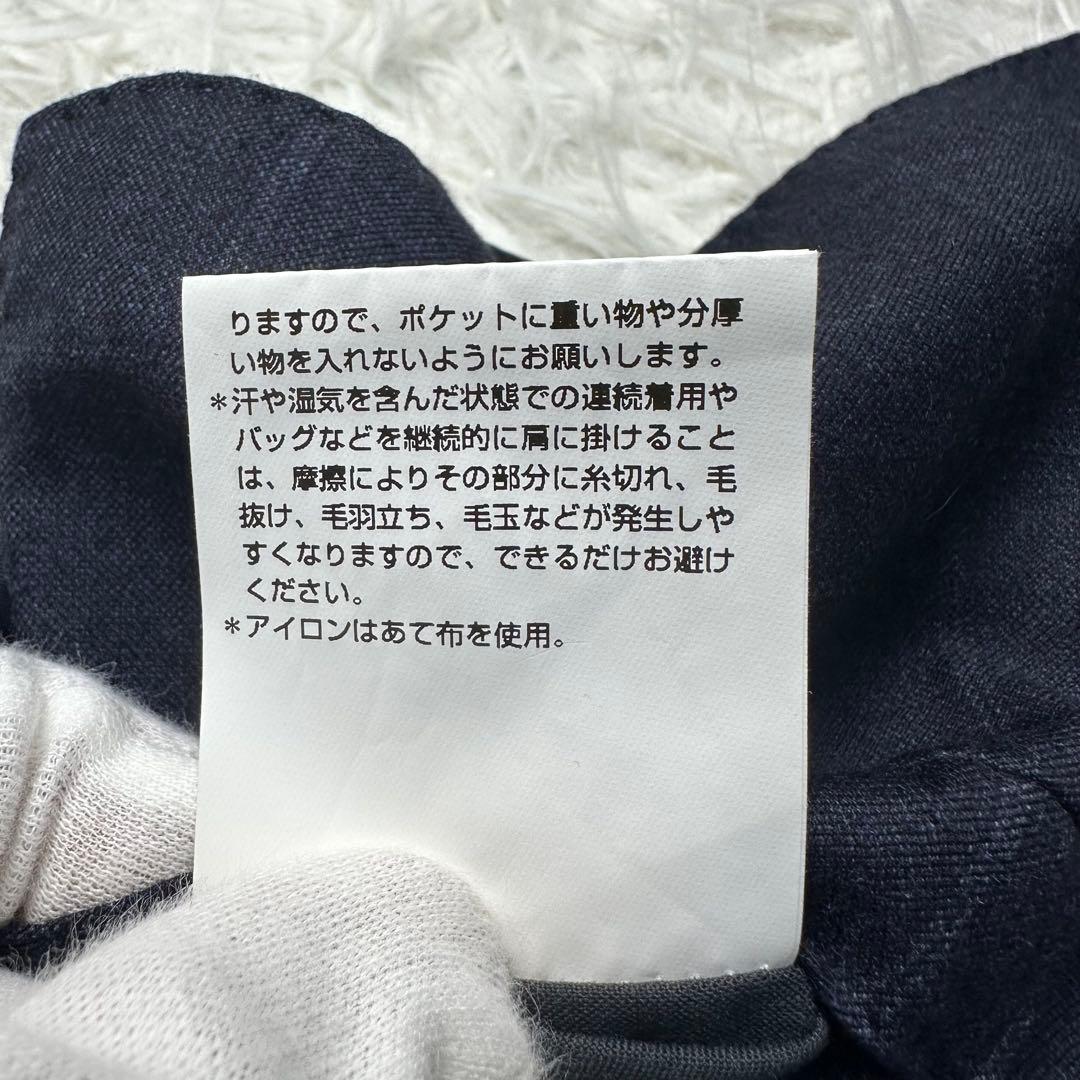 りますので、ポケットに重い物や分厚
い物を入れないようにお願いします。
＊汗や湿気を含んだ状態での連続着用や
バッグなどを継続的に肩に掛けること
は、摩擦によりその部分に糸切れ、毛
抜け、毛羽立ち、毛玉などが発生しや
すくなりますので、できるだけお避け
ください。
＊アイロンはあて布を使用。